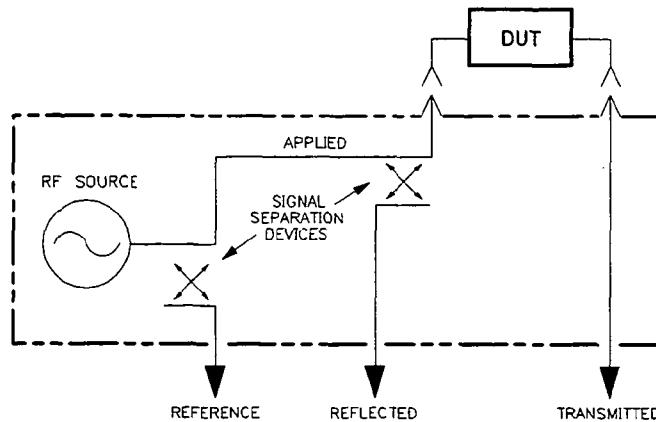 DUT
APPLIED
RF SOURCE
SIGNAL
SEPARATION
DEVICES
REFERENCE
REFLECTED
TRANSMITTED